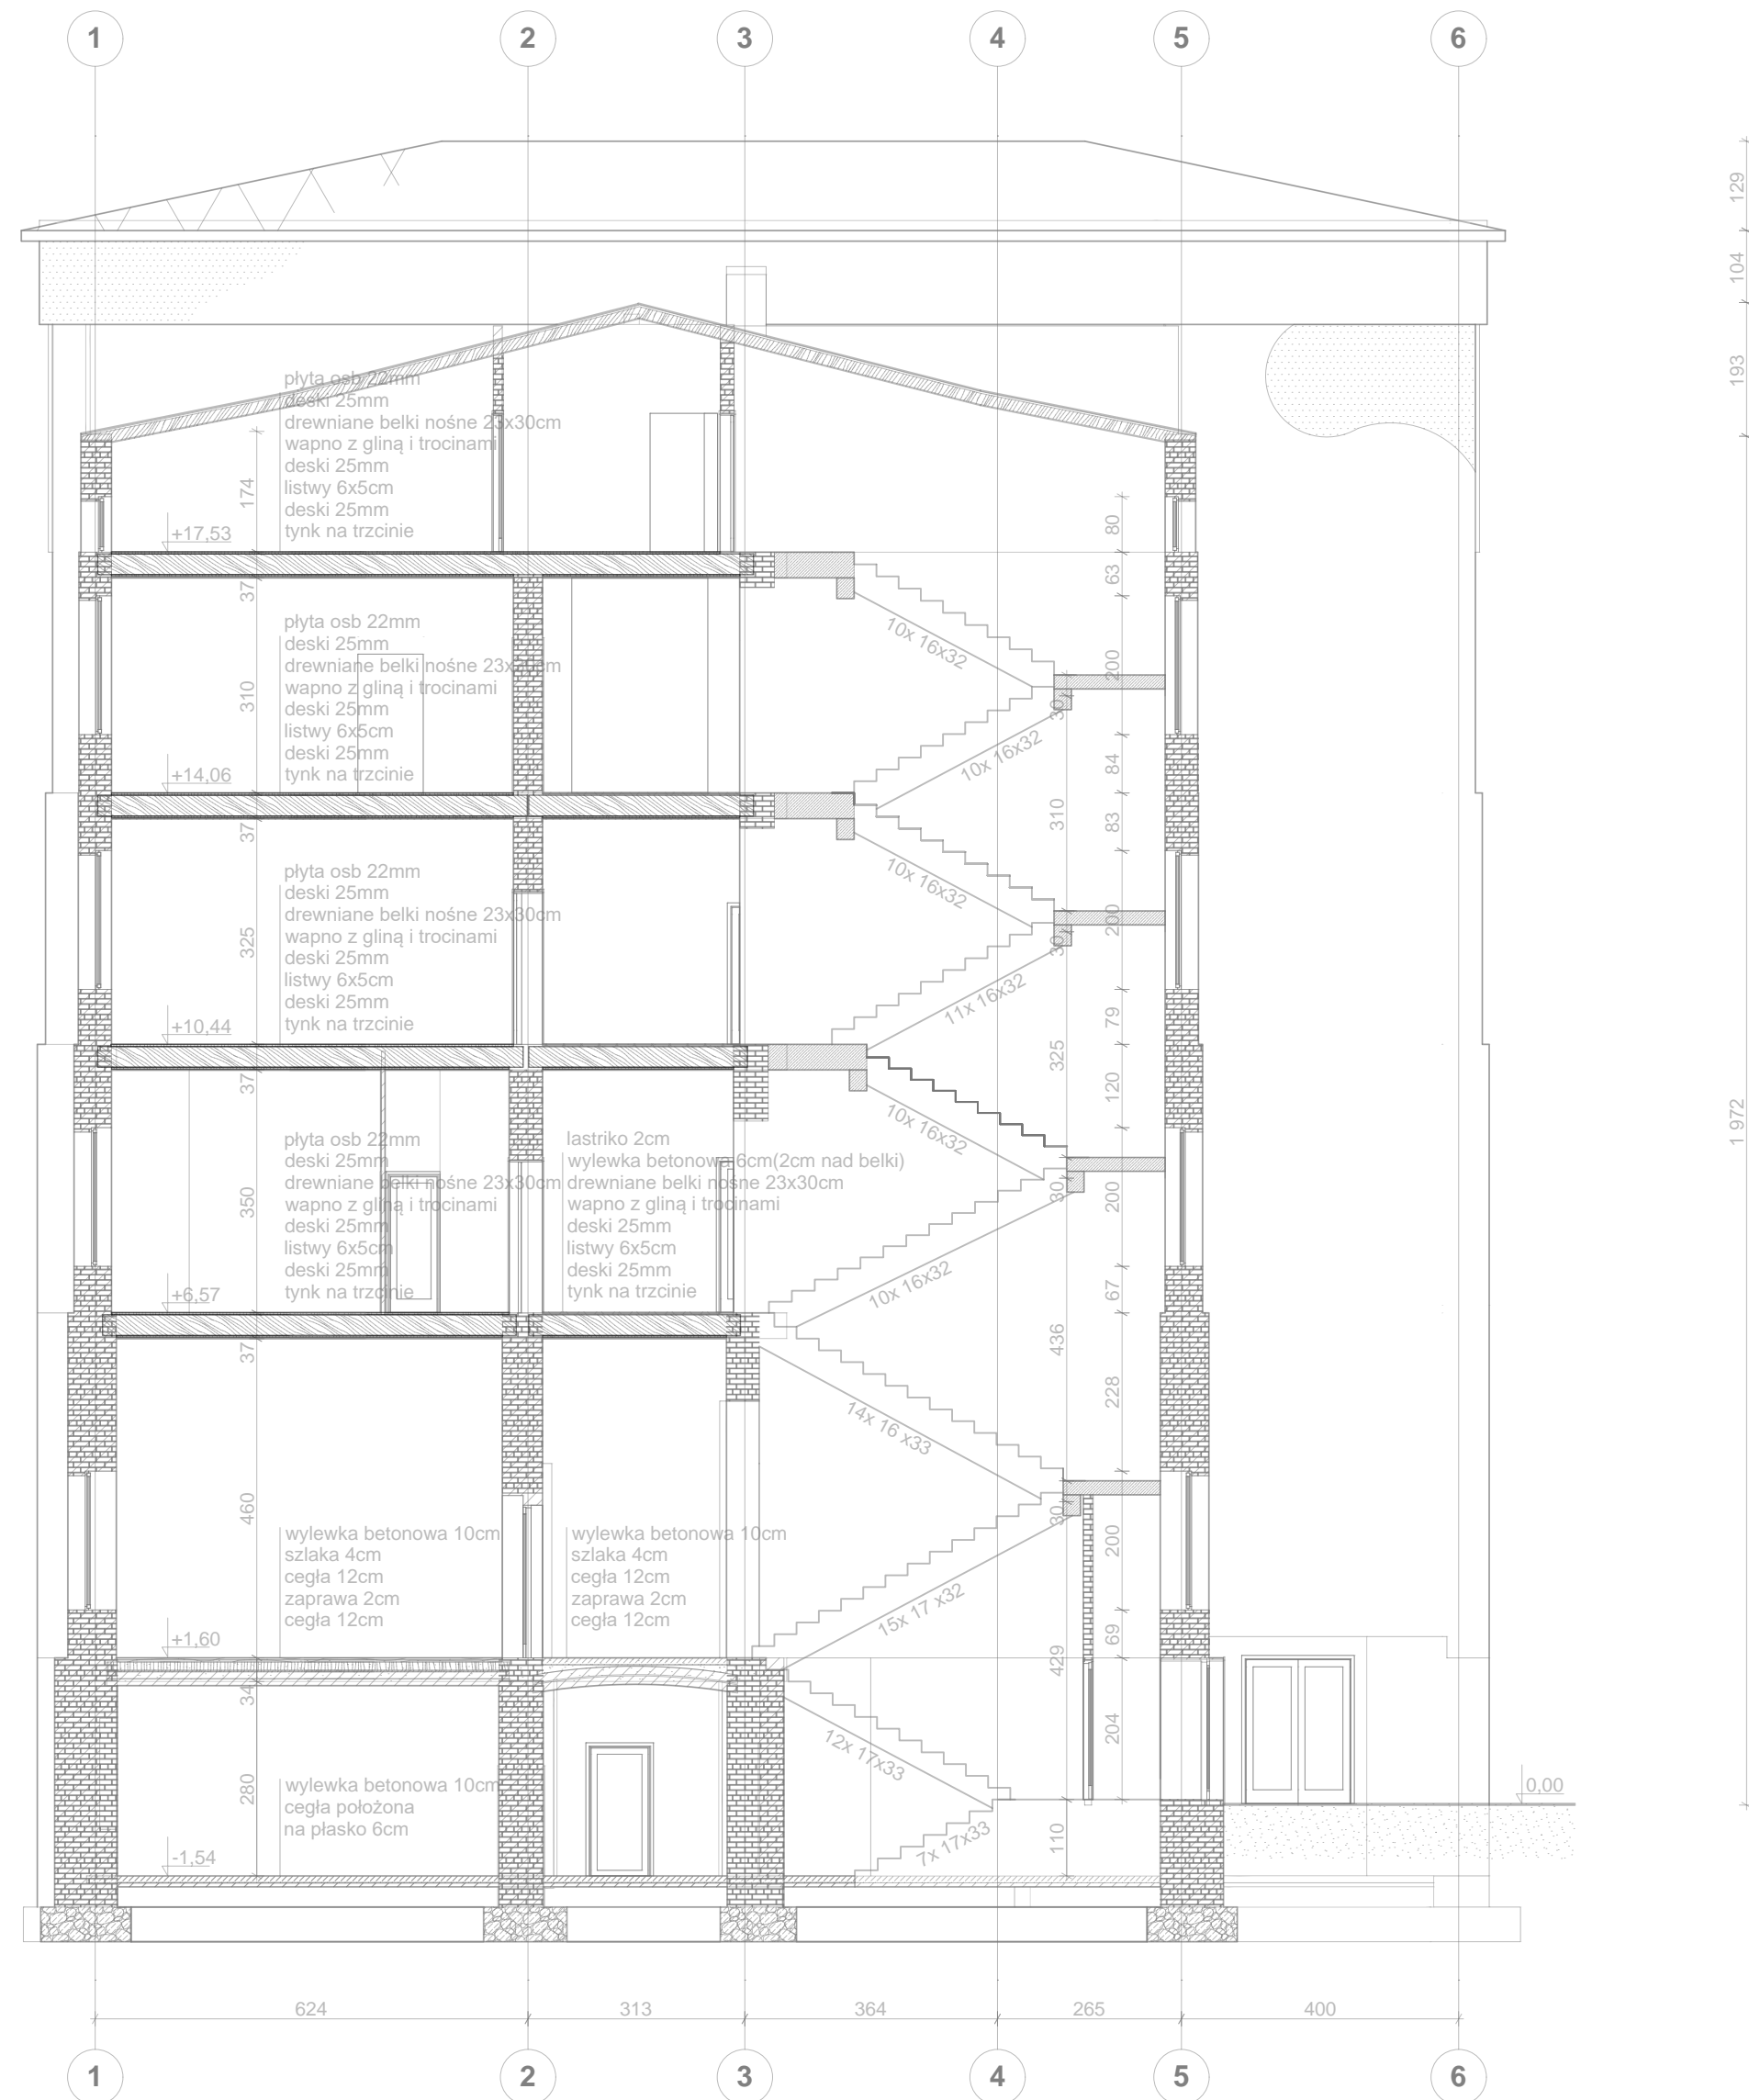 1 2 3 4 5 6
129
104
193
1 972
płyta osb 22mm
deski 25mm
drewniane belki nośne 23x30cm
wapno z gliną i trocinami
deski 25mm
listwy 6x5cm
deski 25mm
tynk na trzcinie
174
+17,53
80
37
63
10x 16x32
płyta osb 22mm
deski 25mm
drewniane belki nośne 23x30cm
wapno z gliną i trocinami
deski 25mm
listwy 6x5cm
deski 25mm
tynk na trzcinie
310
+14,06
200
30
10x 16x32
84
310
37
83
10x 16x32
płyta osb 22mm
deski 25mm
drewniane belki nośne 23x30cm
wapno z gliną i trocinami
deski 25mm
listwy 6x5cm
deski 25mm
tynk na trzcinie
325
+10,44
200
30
11x 16x32
79
325
37
120
10x 16x32
płyta osb 22mm
deski 25mm
drewniane belki nośne 23x30cm
wapno z gliną i trocinami
deski 25mm
listwy 6x5cm
deski 25mm
tynk na trzcinie
lastriko 2cm
wylewka betonowa 6cm(2cm nad belki)
drewniane belki nośne 23x30cm
wapno z gliną i trocinami
deski 25mm
listwy 6x5cm
deski 25mm
tynk na trzcinie
350
+6,57
30
200
10x 16x32
67
37
436
228
14x 16 x33
460
wylewka betonowa 10cm
szlaka 4cm
cegła 12cm
zaprawa 2cm
cegła 12cm
wylewka betonowa 10cm
szlaka 4cm
cegła 12cm
zaprawa 2cm
cegła 12cm
30
200
15x 17 x32
+1,60
69
429
34
204
12x 17x33
280
wylewka betonowa 10cm
cegła położona
na płasko 6cm
-1,54
7x 17x33
110
0,00
624 313 364 265 400
1 2 3 4 5 6